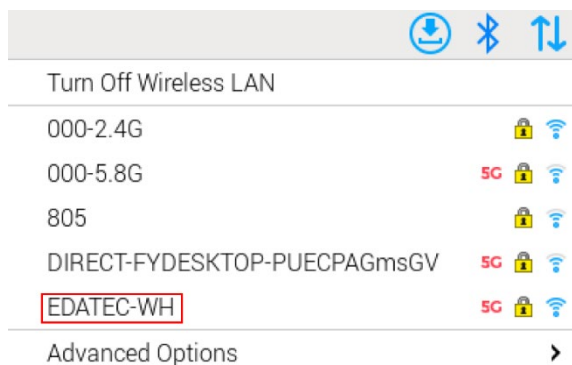 Turn Off Wireless LAN
000-2.4G
000-5.8G 5G
805
DIRECT-FYDESKTOP-PUECPAGmsGV 5G
EDATEC-WH 5G
Advanced Options >